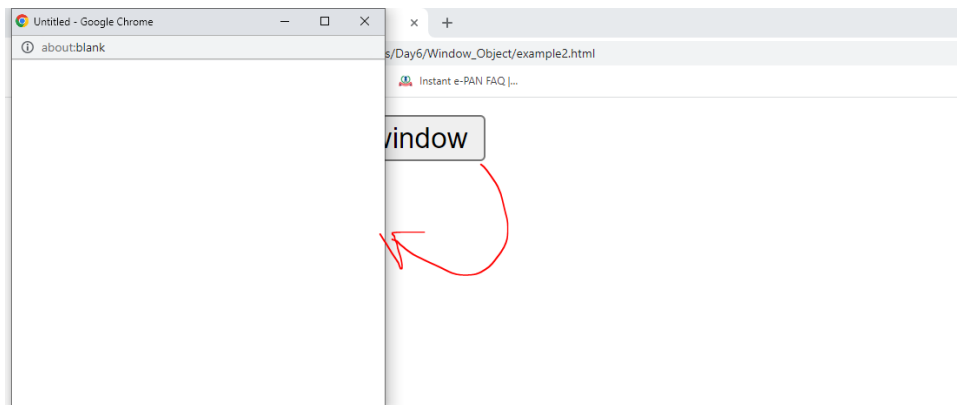 Untitled - Google Chrome
about:blank
s/Day6/Window_Object/example2.html
Instant e-PAN FAQ |...
window